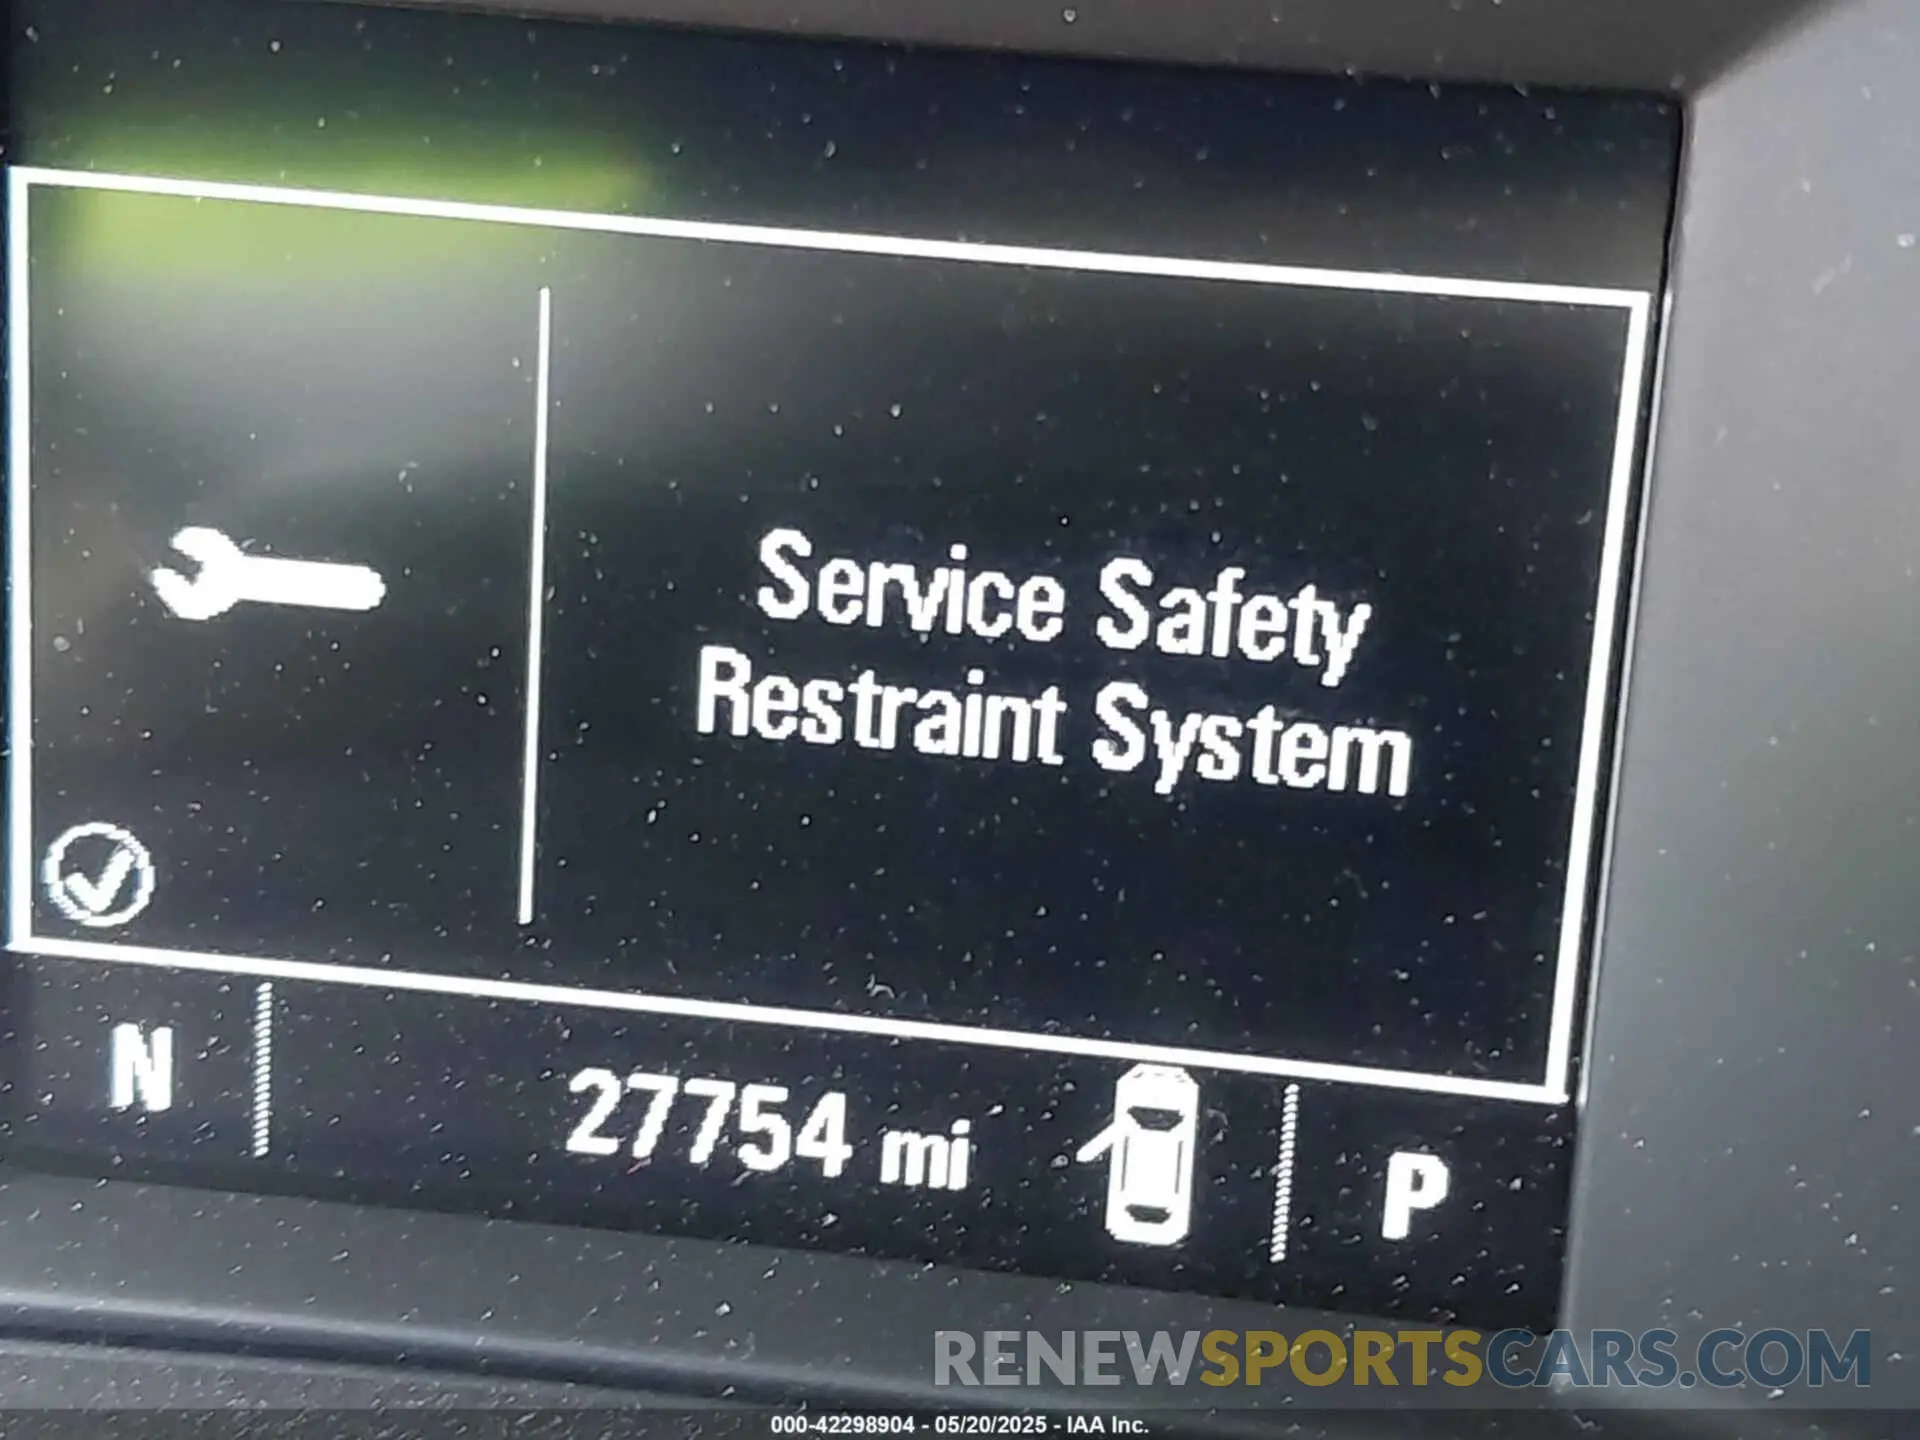 Service Safety
Restraint System
N 27754 mi P
RENEWSPORTSCARS.COM
000-42298904 - 05/20/2025 - IAA Inc.